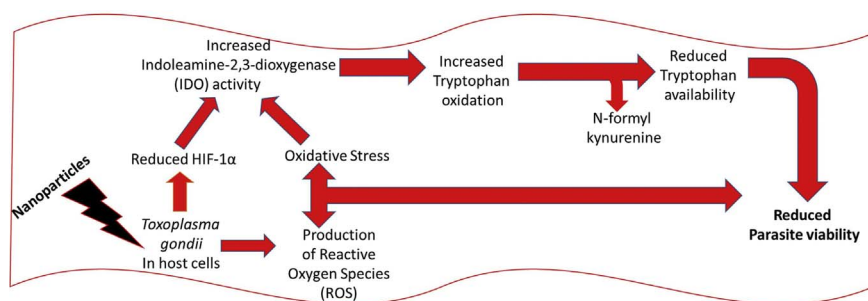 Increased
Indoleamine-2,3-dioxygenase
(IDO) activity
Increased
Tryptophan
oxidation
Reduced
Tryptophan
availability
N-formyl
kynurenine
Reduced HIF-1α
Oxidative Stress
Nanoparticles
Toxoplasma
gondii
In host cells
Production
of Reactive
Oxygen Species
(ROS)
Reduced
Parasite viability